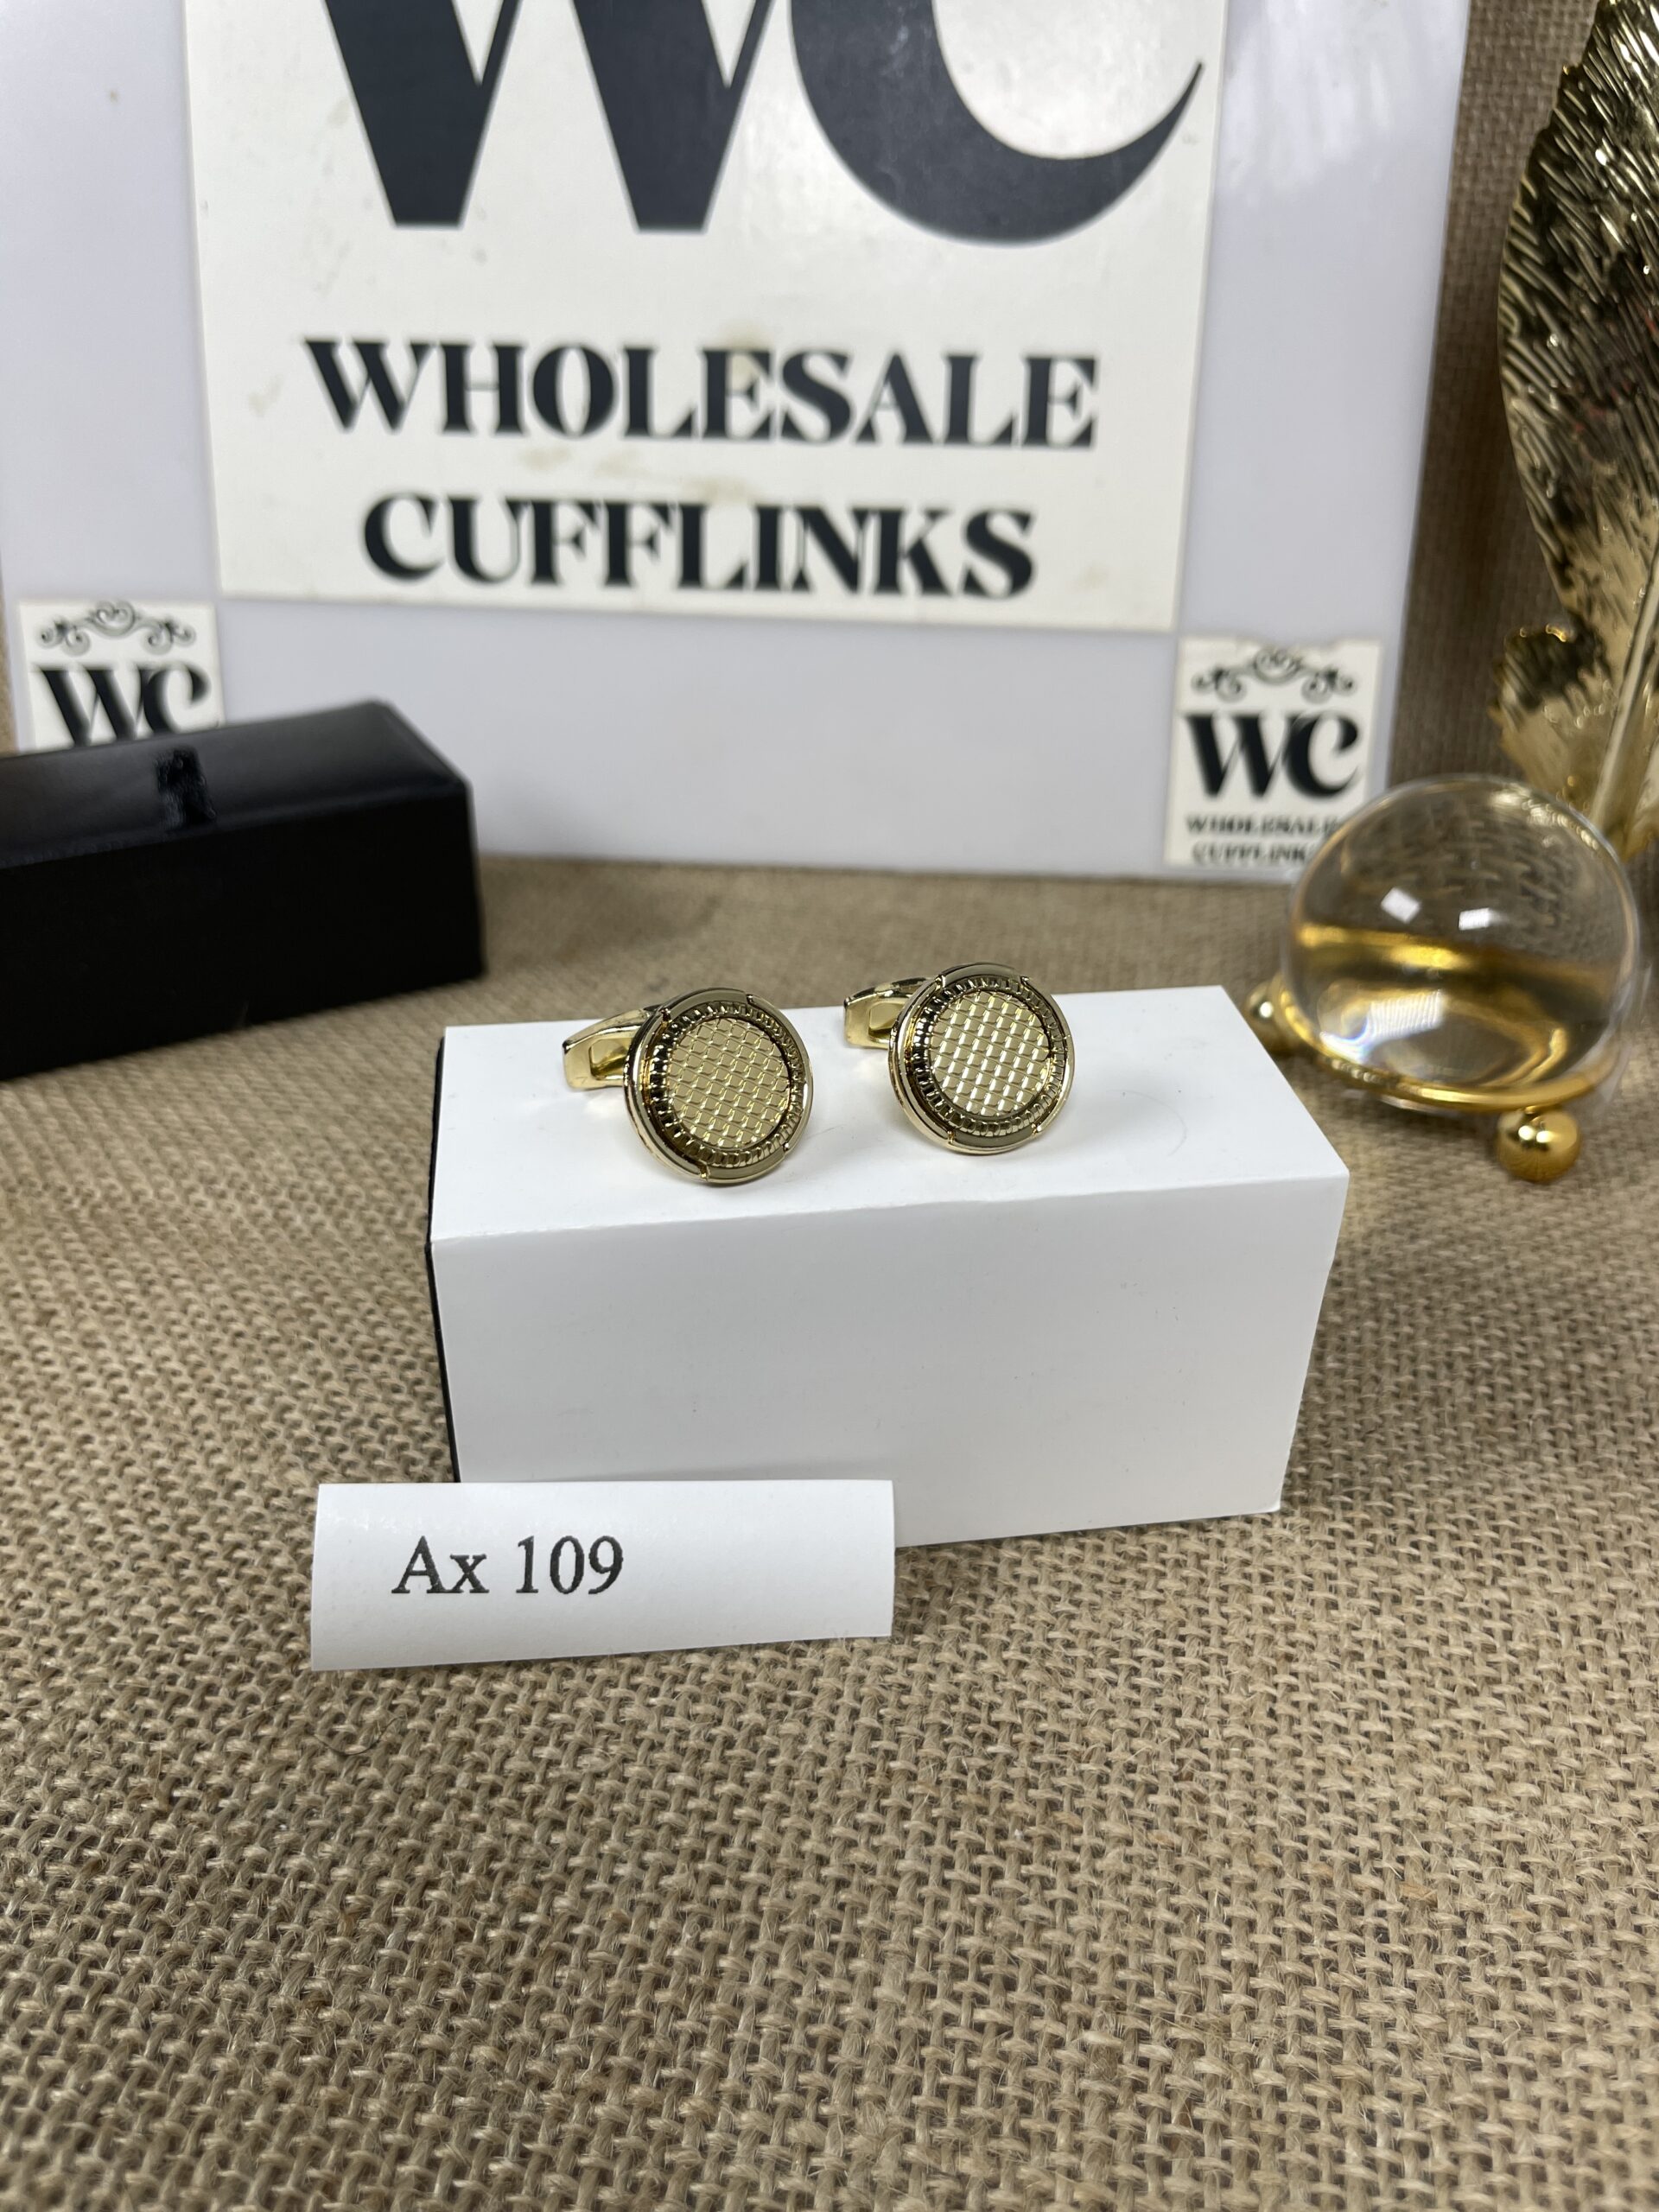 WC
WHOLESALE
CUFFLINKS
WC
WC
WHOLESALE
CUFFLINKS
Ax 109